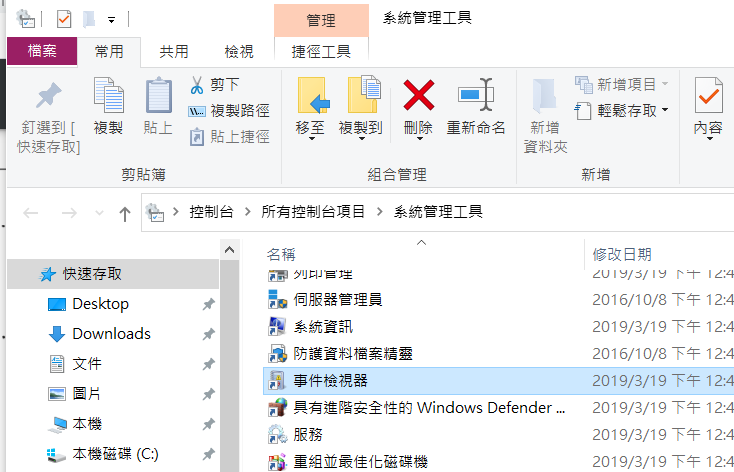 管理
系統管理工具
檔案
常用
共用
檢視
捷徑工具
釘選到 [
快速存取]
複製
貼上
剪下
複製路徑
貼上捷徑
剪貼簿
移至
複製到
刪除
重新命名
組合管理
新增
資料夾
新增項目
輕鬆存取
新增
內容
控制台
所有控制台項目
系統管理工具
名稱
修改日期
快速存取
Desktop
Downloads
文件
圖片
本機
本機磁碟 (C:)
列印管理 2019/3/19 下午 12:4
伺服器管理員 2016/10/8 下午 12:4
系統資訊 2019/3/19 下午 12:4
防護資料檔案精靈 2016/10/8 下午 12:4
事件檢視器 2019/3/19 下午 12:4
具有進階安全性的 Windows Defender ... 2019/3/19 下午 12:4
服務 2019/3/19 下午 12:4
重組並最佳化磁碟機 2019/3/19 下午 12:4